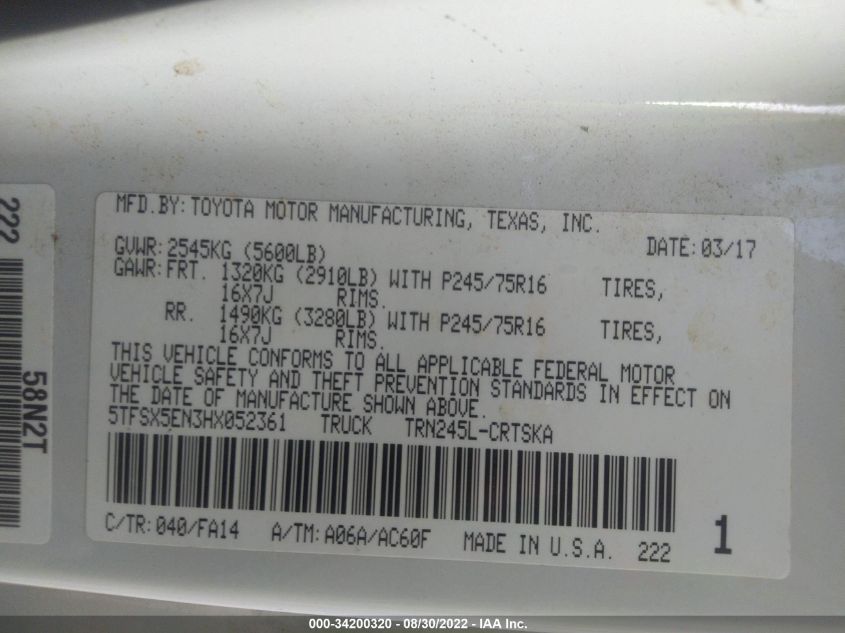 MFD.BY:TOYOTA MOTOR MANUFACTURING, TEXAS, INC.
GVWR:2545KG (5600LB) DATE:03/17
GAWR:FRT. 1320KG (2910LB) WITH P245/75R16 TIRES,
16X7J RIMS.
RR. 1490KG (3280LB) WITH P245/75R16 TIRES,
16X7J RIMS.
THIS VEHICLE CONFORMS TO ALL APPLICABLE FEDERAL MOTOR
VEHICLE SAFETY AND THEFT PREVENTION STANDARDS IN EFFECT ON
THE DATE OF MANUFACTURE SHOWN ABOVE.
5TFSX5EN3HX052361 TRUCK TRN245L-CRTSKA
C/TR:040/FA14 A/TM:A06A/AC60F MADE IN U.S.A. 222 1
222 58N2T
000-34200320 - 08/30/2022 - IAA Inc.